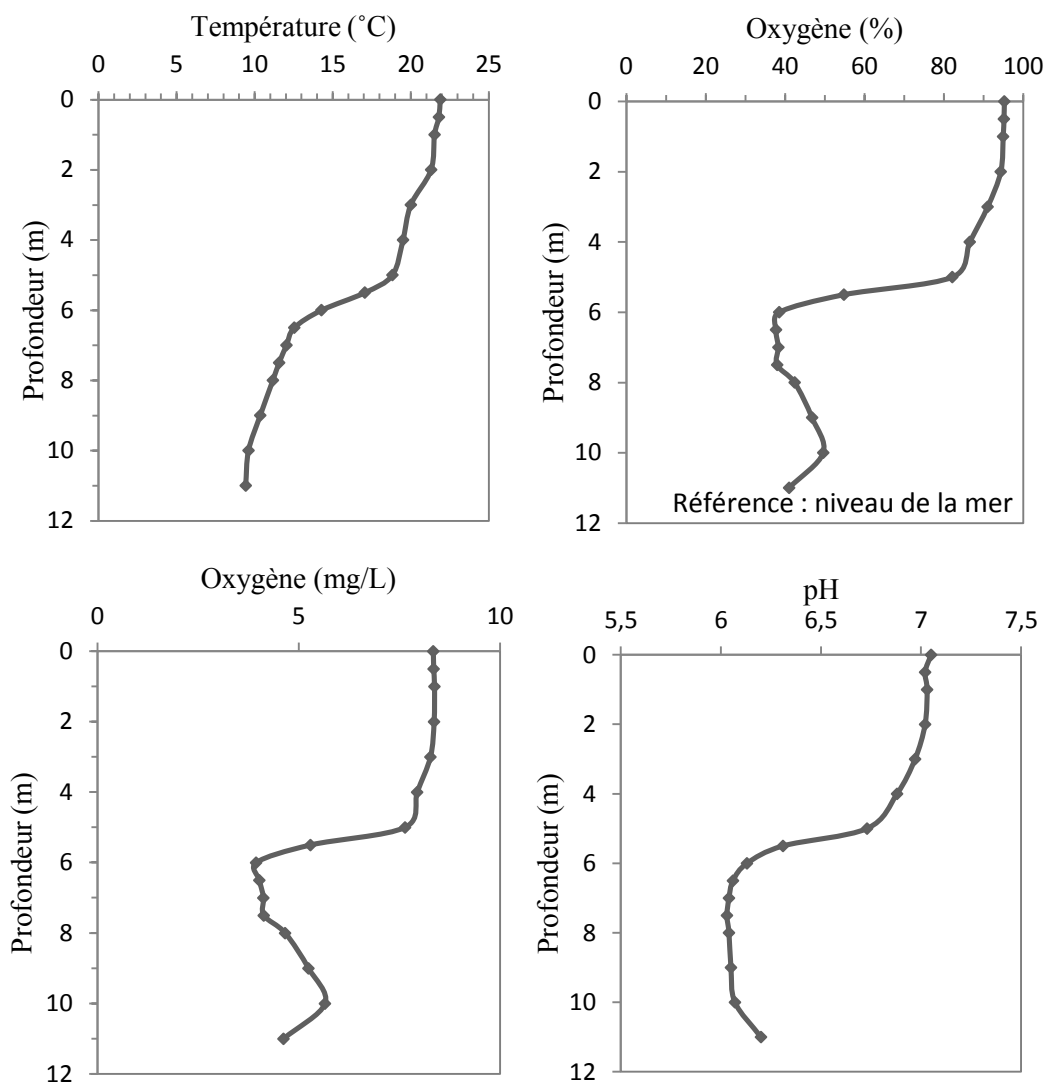 Température (˚C)
0 5 10 15 20 25
0
2
4
6
8
10
12
Profondeur (m)
Oxygène (%)
0 20 40 60 80 100
0
2
4
6
8
10
12
Profondeur (m)
Référence : niveau de la mer
Oxygène (mg/L)
0 5 10
0
2
4
6
8
10
12
Profondeur (m)
pH
5,5 6 6,5 7 7,5
0
2
4
6
8
10
12
Profondeur (m)